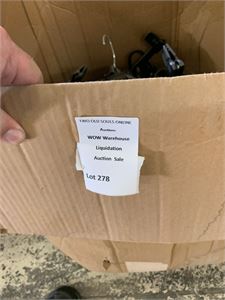 TWO OLD SOULS ONLINE
Auctions
WOW Warehouse
Liquidation
Auction Sale
Lot 278